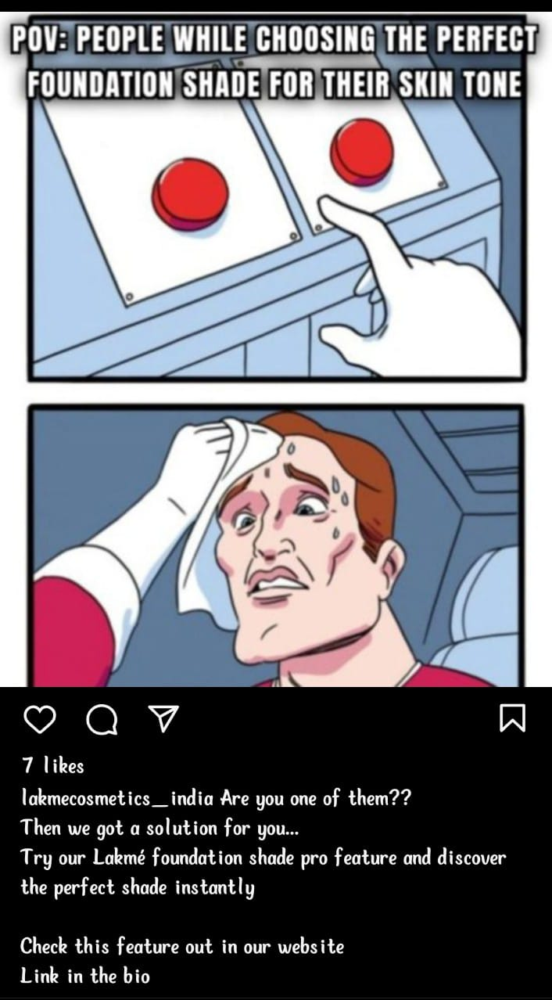 POV: PEOPLE WHILE CHOOSING THE PERFECT
FOUNDATION SHADE FOR THEIR SKIN TONE
7 likes
lakmecosmetics_india Are you one of them??
Then we got a solution for you...
Try our Lakmé foundation shade pro feature and discover
the perfect shade instantly
Check this feature out in our website
Link in the bio